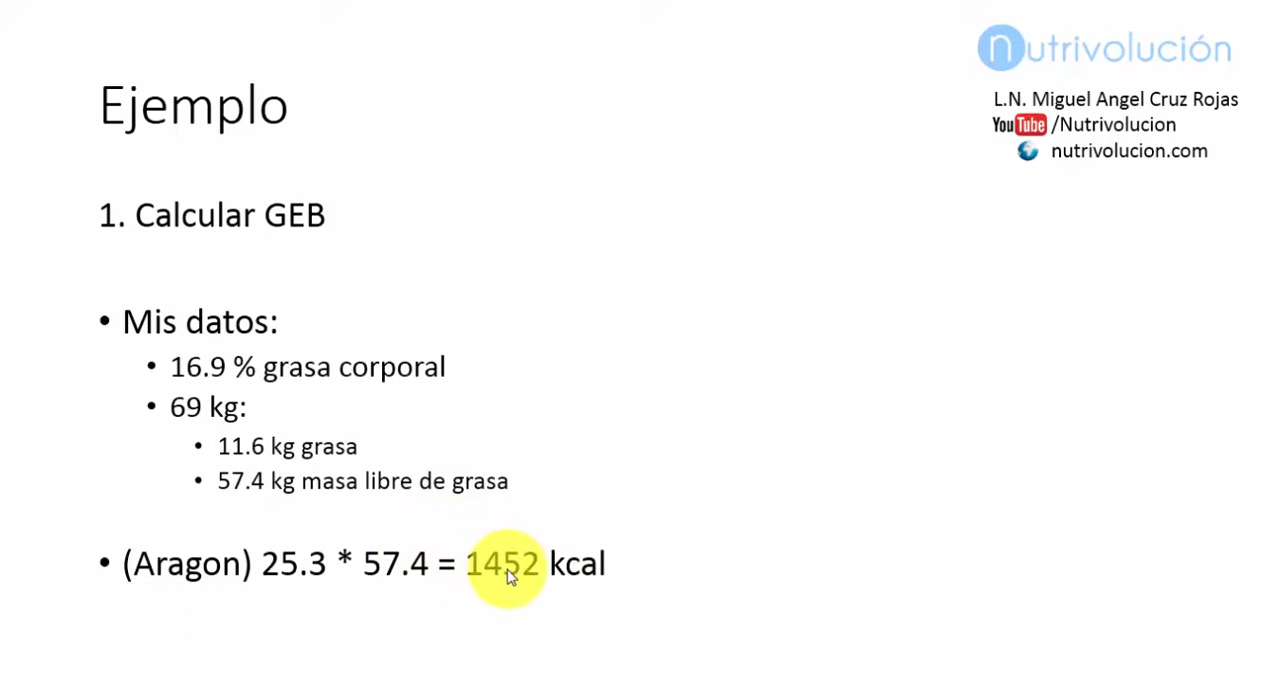 nutrivolución
Ejemplo
L.N. Miguel Angel Cruz Rojas
YouTube /Nutrivolucion
nutrivolucion.com
1. Calcular GEB
• Mis datos:
• 16.9 % grasa corporal
• 69 kg:
• 11.6 kg grasa
• 57.4 kg masa libre de grasa
• (Aragon) 25.3 * 57.4 = 1452 kcal